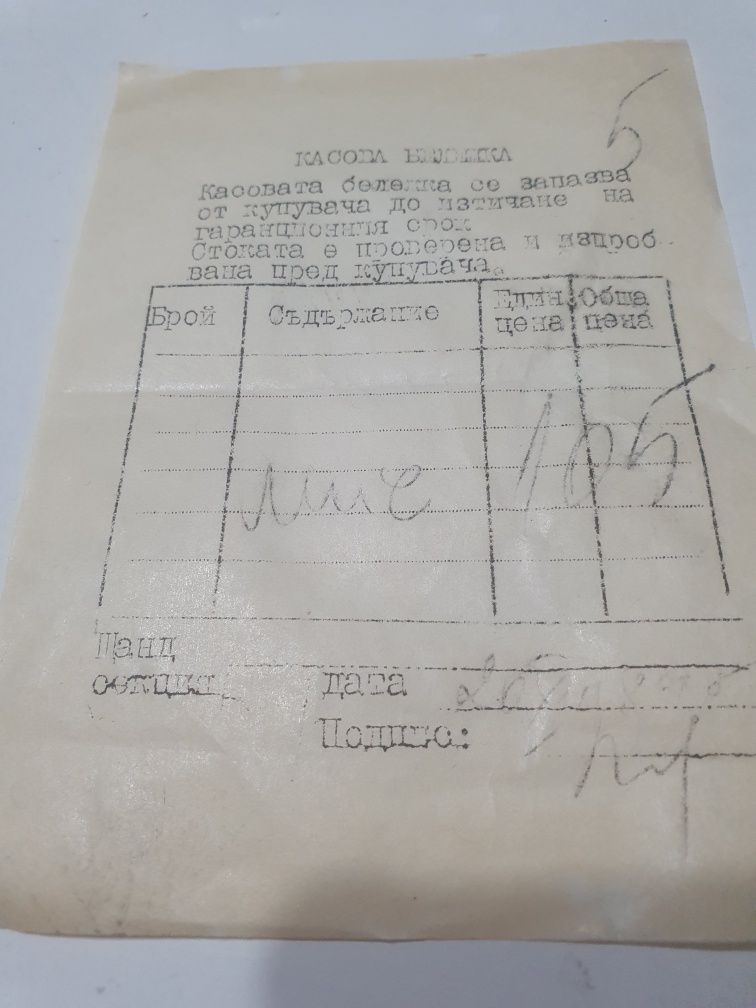 5
КАСОВА БЕЛЕЖКА
Касовата бележка се запазва
от купувача до изтичане на
гаранционния срок
Стоката е проверена и изпроб
вана пред купувача.
Брой Съдържание Един. Обща
цена цена
105
Щанд
секция
дата
Подпис: